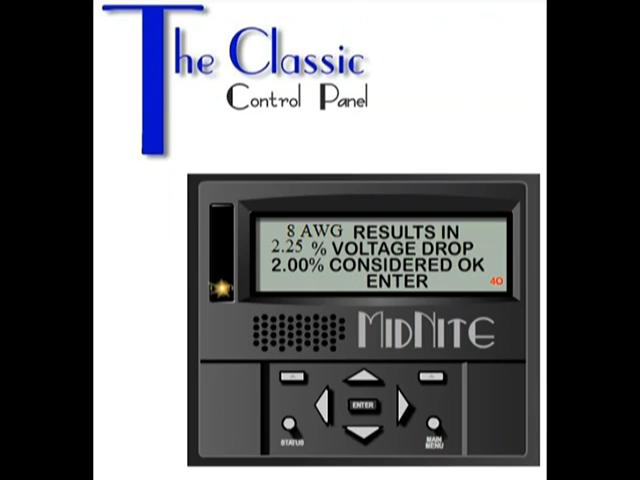 The Classic
Control Panel
8 AWG RESULTS IN
2.25 % VOLTAGE DROP
2.00% CONSIDERED OK
ENTER
40
MIDNITE
ENTER
STATUS
MAIN
MENU